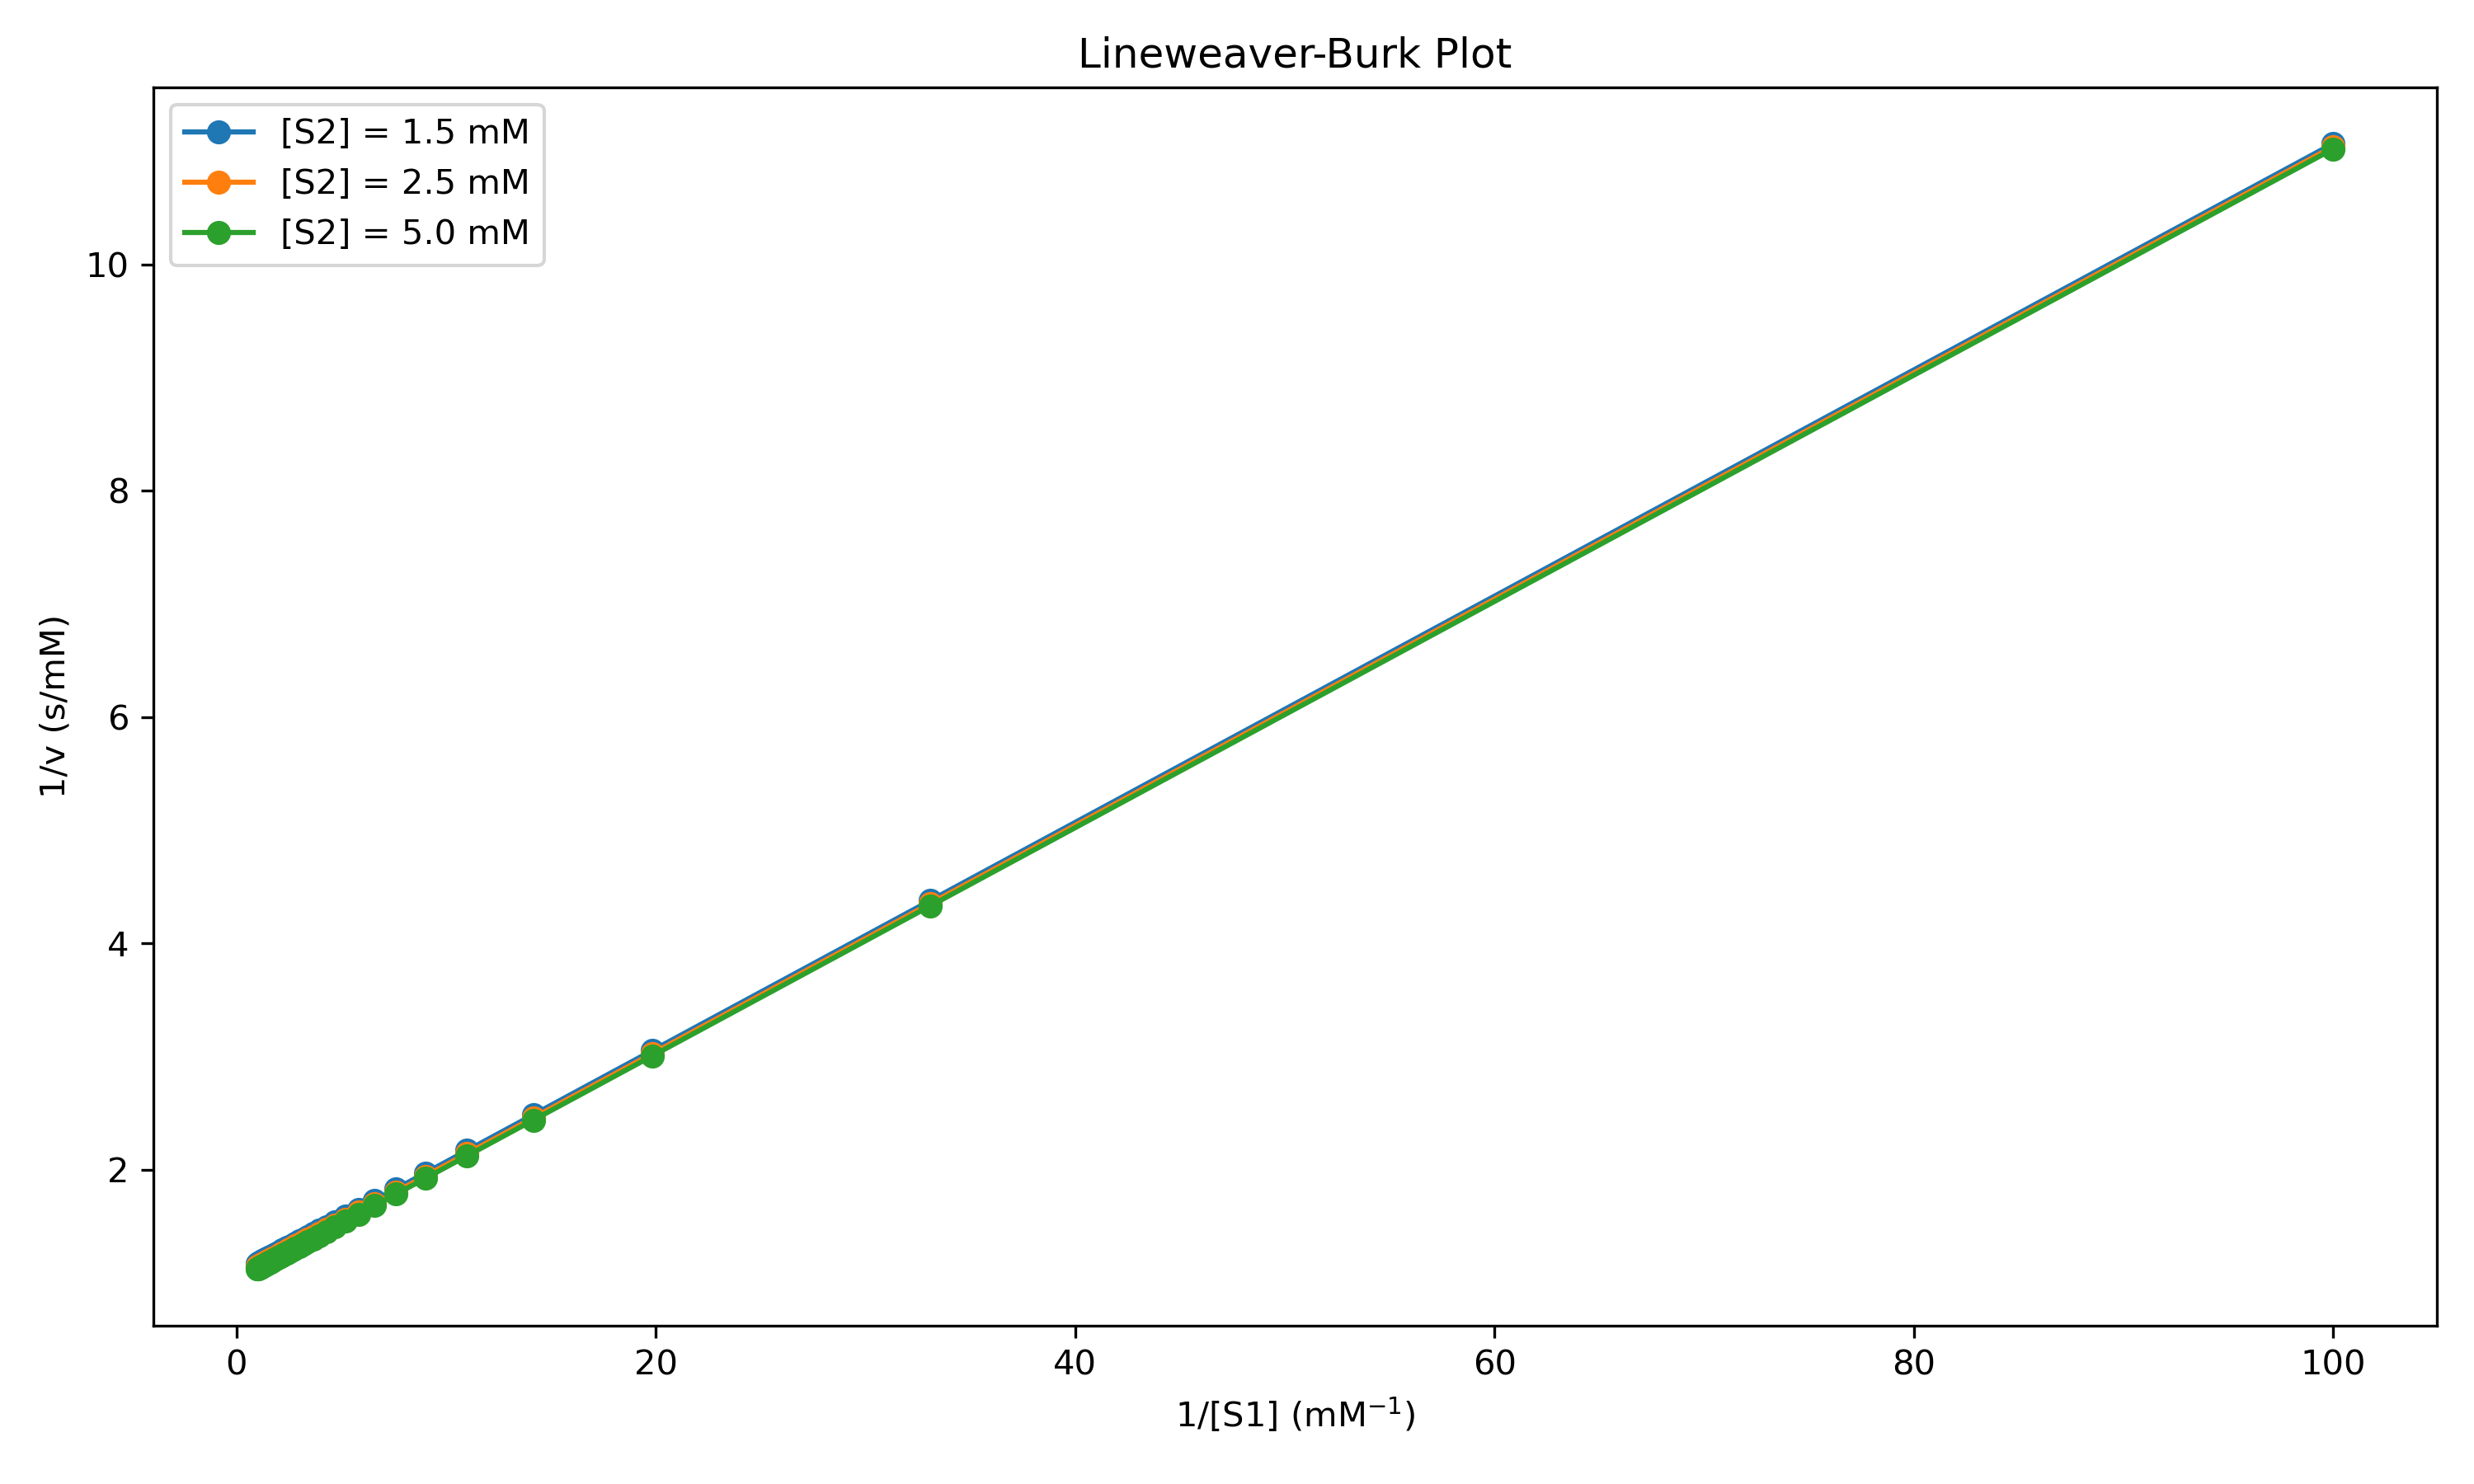 Lineweaver-Burk Plot
[S2] = 1.5 mM
[S2] = 2.5 mM
[S2] = 5.0 mM
10
8
6
4
2
1/v (s/mM)
0 20 40 60 80 100
1/[S1] (mM⁻¹)